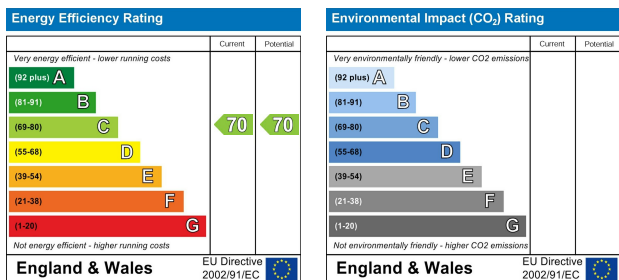 Energy Efficiency Rating
Current Potential
Very energy efficient - lower running costs
(92 plus) A
(81-91) B
(69-80) C 70 70
(55-68) D
(39-54) E
(21-38) F
(1-20) G
Not energy efficient - higher running costs
England & Wales
EU Directive
2002/91/EC
Environmental Impact (CO₂) Rating
Current Potential
Very environmentally friendly - lower CO2 emissions
(92 plus) A
(81-91) B
(69-80) C
(55-68) D
(39-54) E
(21-38) F
(1-20) G
Not environmentally friendly - higher CO2 emissions
England & Wales
EU Directive
2002/91/EC